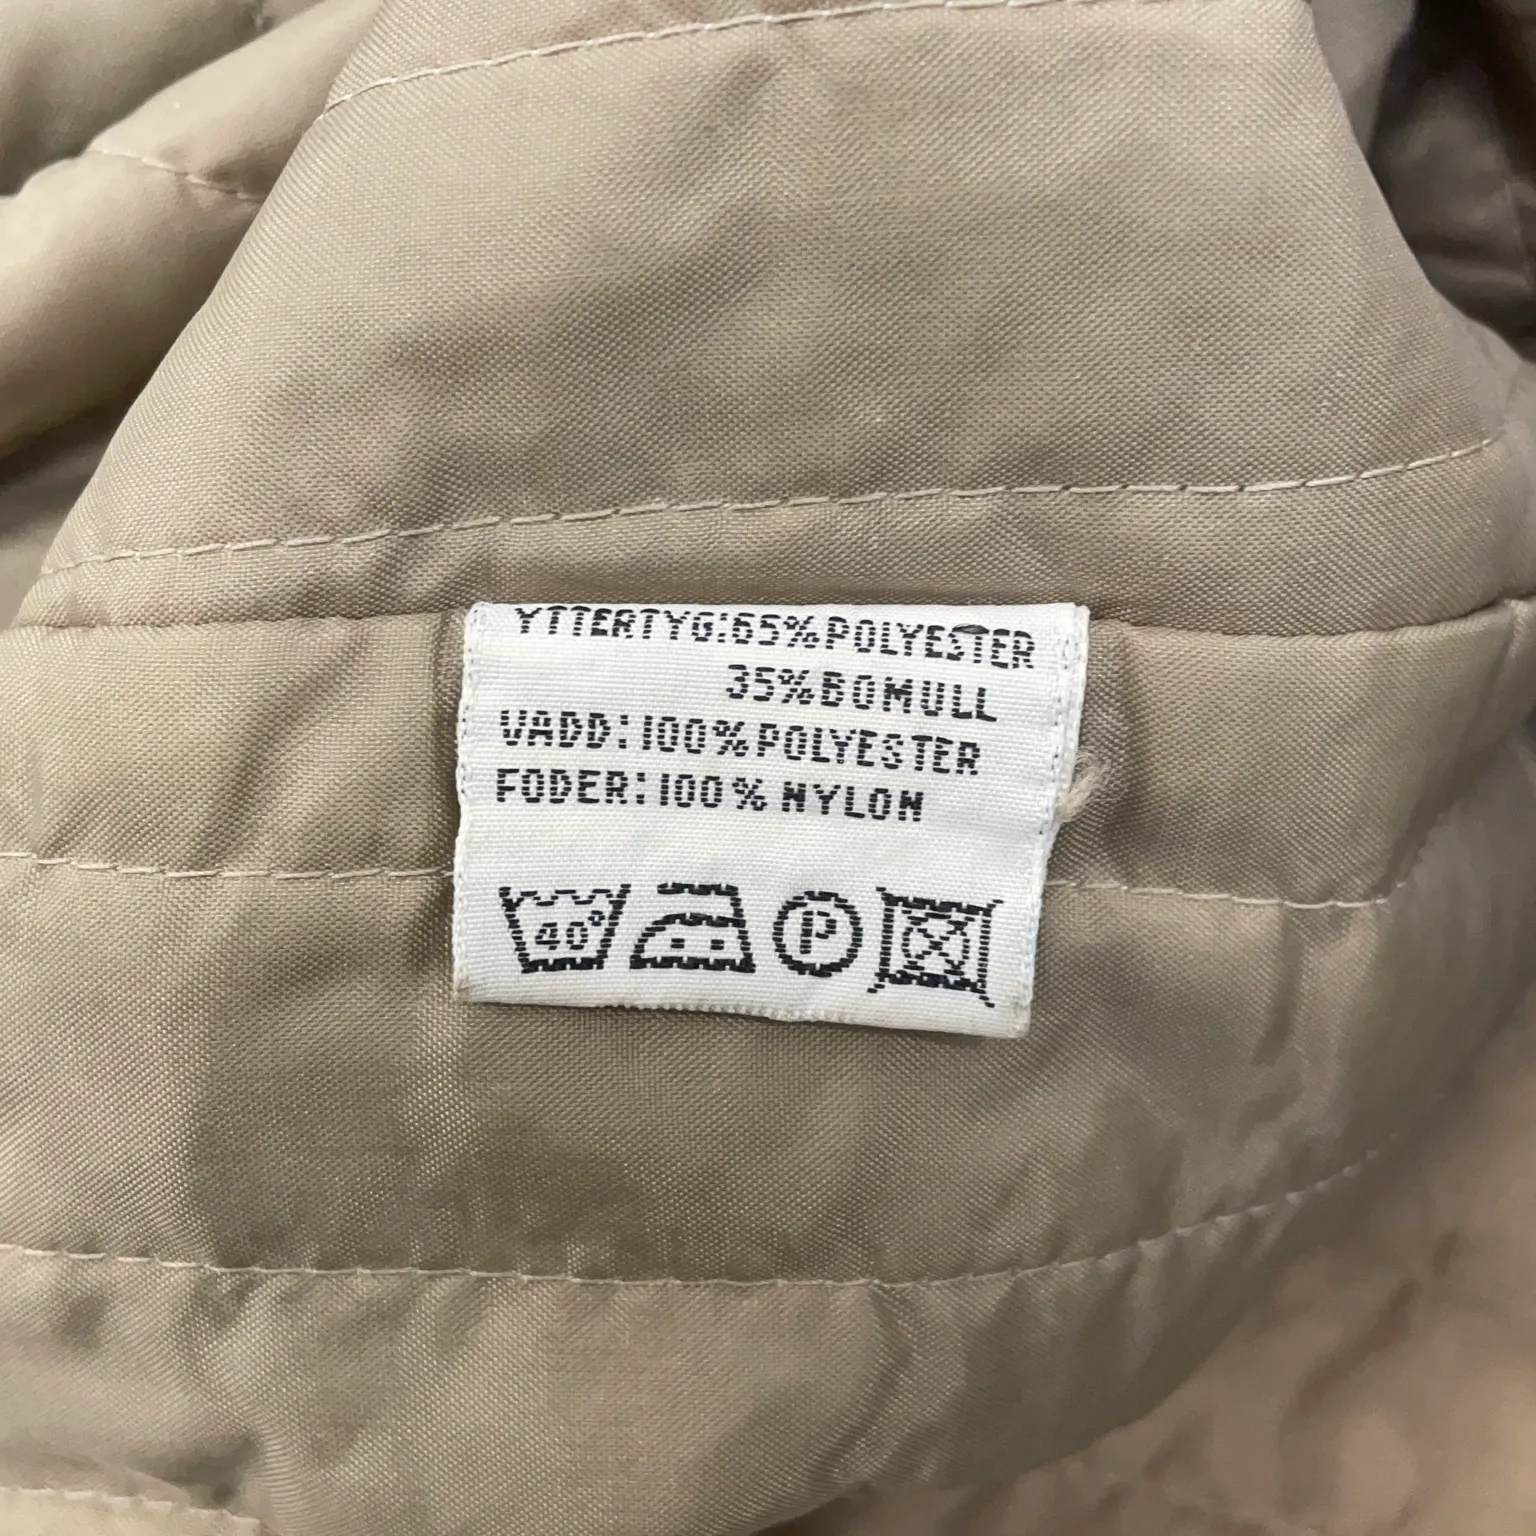 YTTERTYG:65%POLYESTER
35%BOMULL
VADD:100%POLYESTER
FODER:100% NYLON
40° P